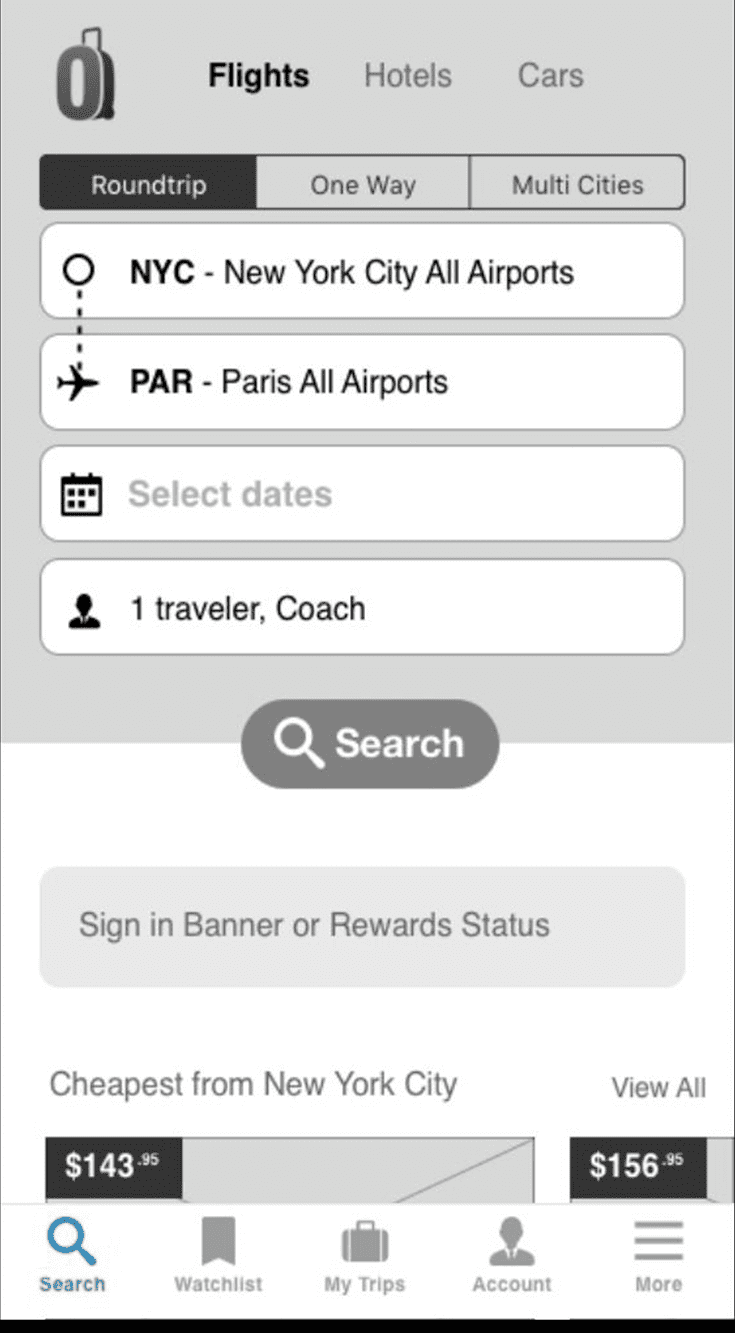 Flights Hotels Cars
Roundtrip One Way Multi Cities
NYC - New York City All Airports
PAR - Paris All Airports
Select dates
1 traveler, Coach
Search
Sign in Banner or Rewards Status
Cheapest from New York City View All
$143.95 $156.95
Search Watchlist My Trips Account More